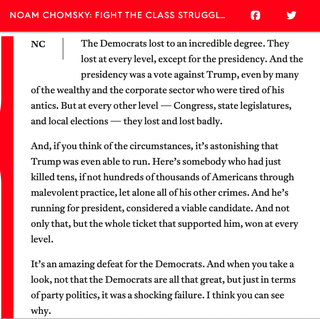 NOAM CHOMSKY: FIGHT THE CLASS STRUGGL...
NC The Democrats lost to an incredible degree. They
lost at every level, except for the presidency. And the
presidency was a vote against Trump, even by many
of the wealthy and the corporate sector who were tired of his
antics. But at every other level — Congress, state legislatures,
and local elections — they lost and lost badly.
And, if you think of the circumstances, it's astonishing that
Trump was even able to run. Here's somebody who had just
killed tens, if not hundreds of thousands of Americans through
malevolent practice, let alone all of his other crimes. And he's
running for president, considered a viable candidate. And not
only that, but the whole ticket that supported him, won at every
level.
It's an amazing defeat for the Democrats. And when you take a
look, not that the Democrats are all that great, but just in terms
of party politics, it was a shocking failure. I think you can see
why.